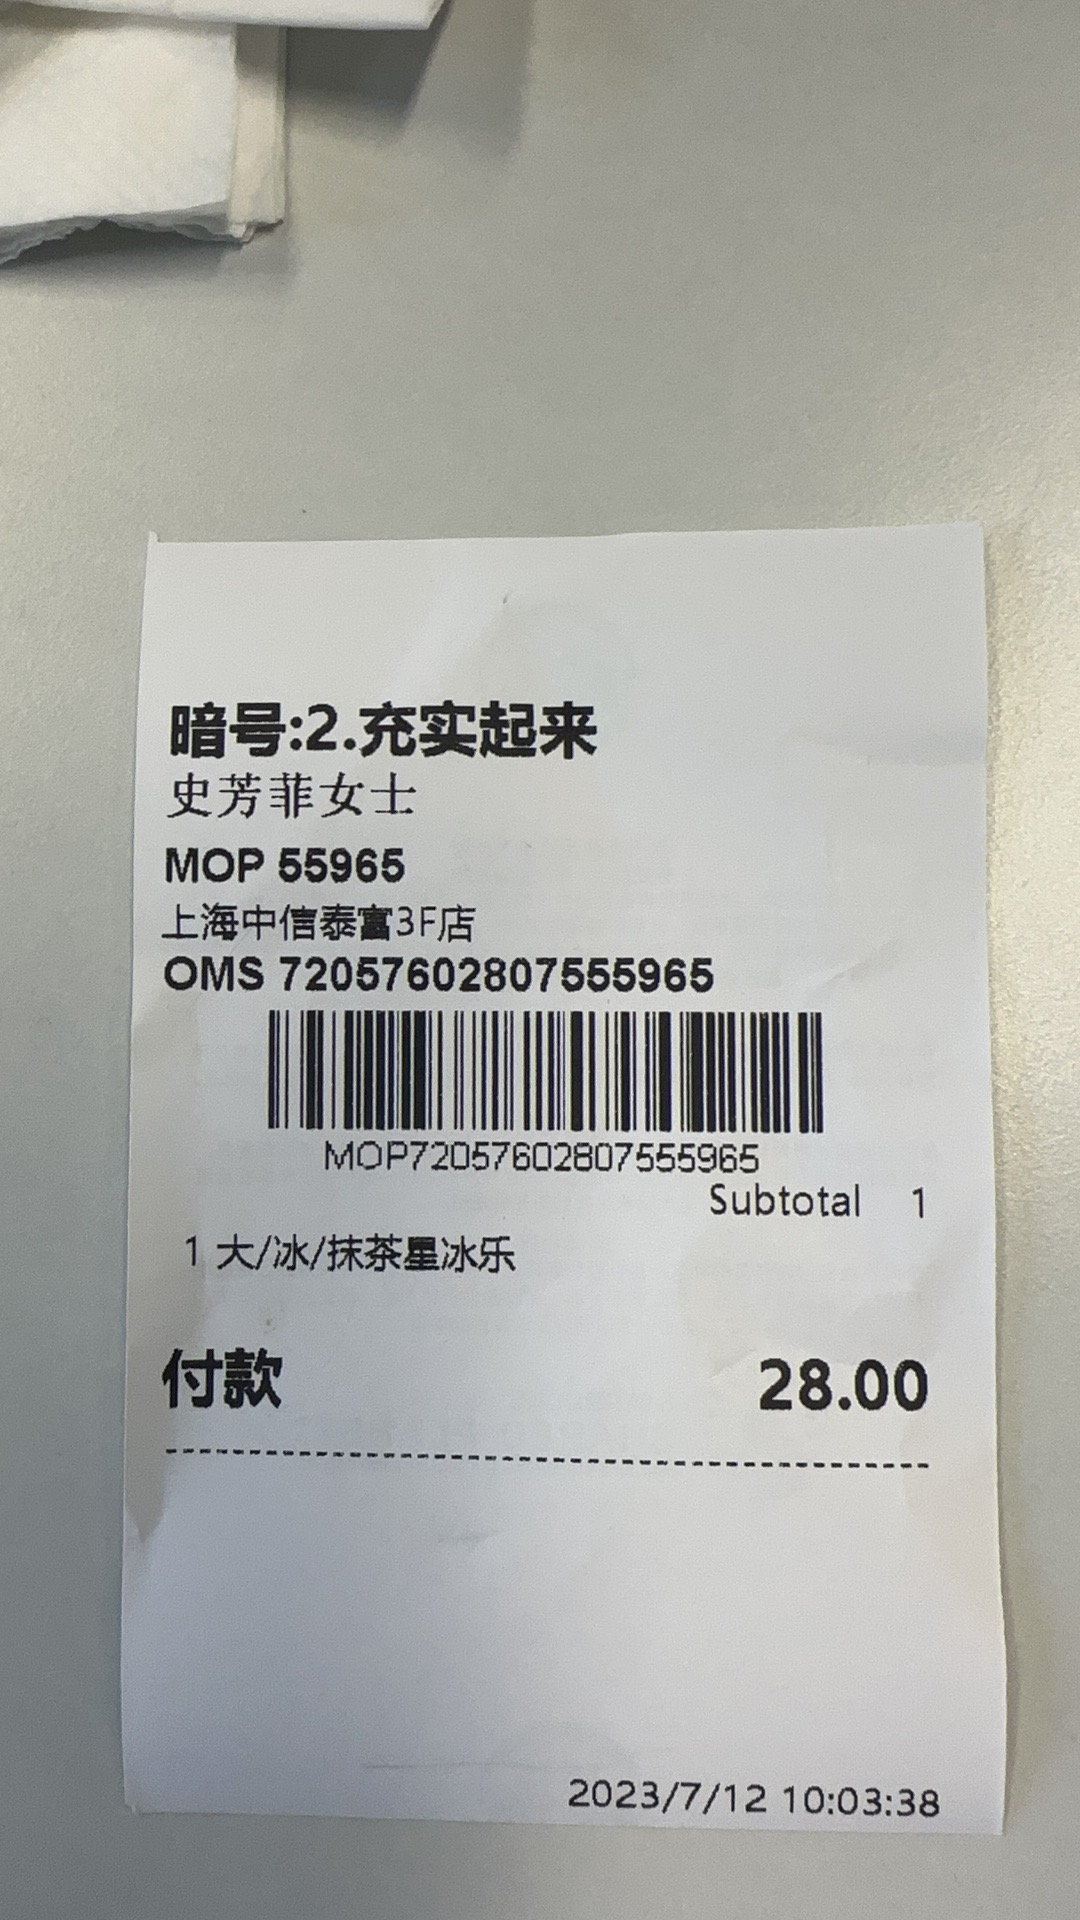 暗号:2.充实起来
史芳菲女士
MOP 55965
上海中信泰富3F店
OMS 72057602807555965
MOP72057602807555965
Subtotal 1
1 大/冰/抹茶星冰乐
付款 28.00
2023/7/12 10:03:38